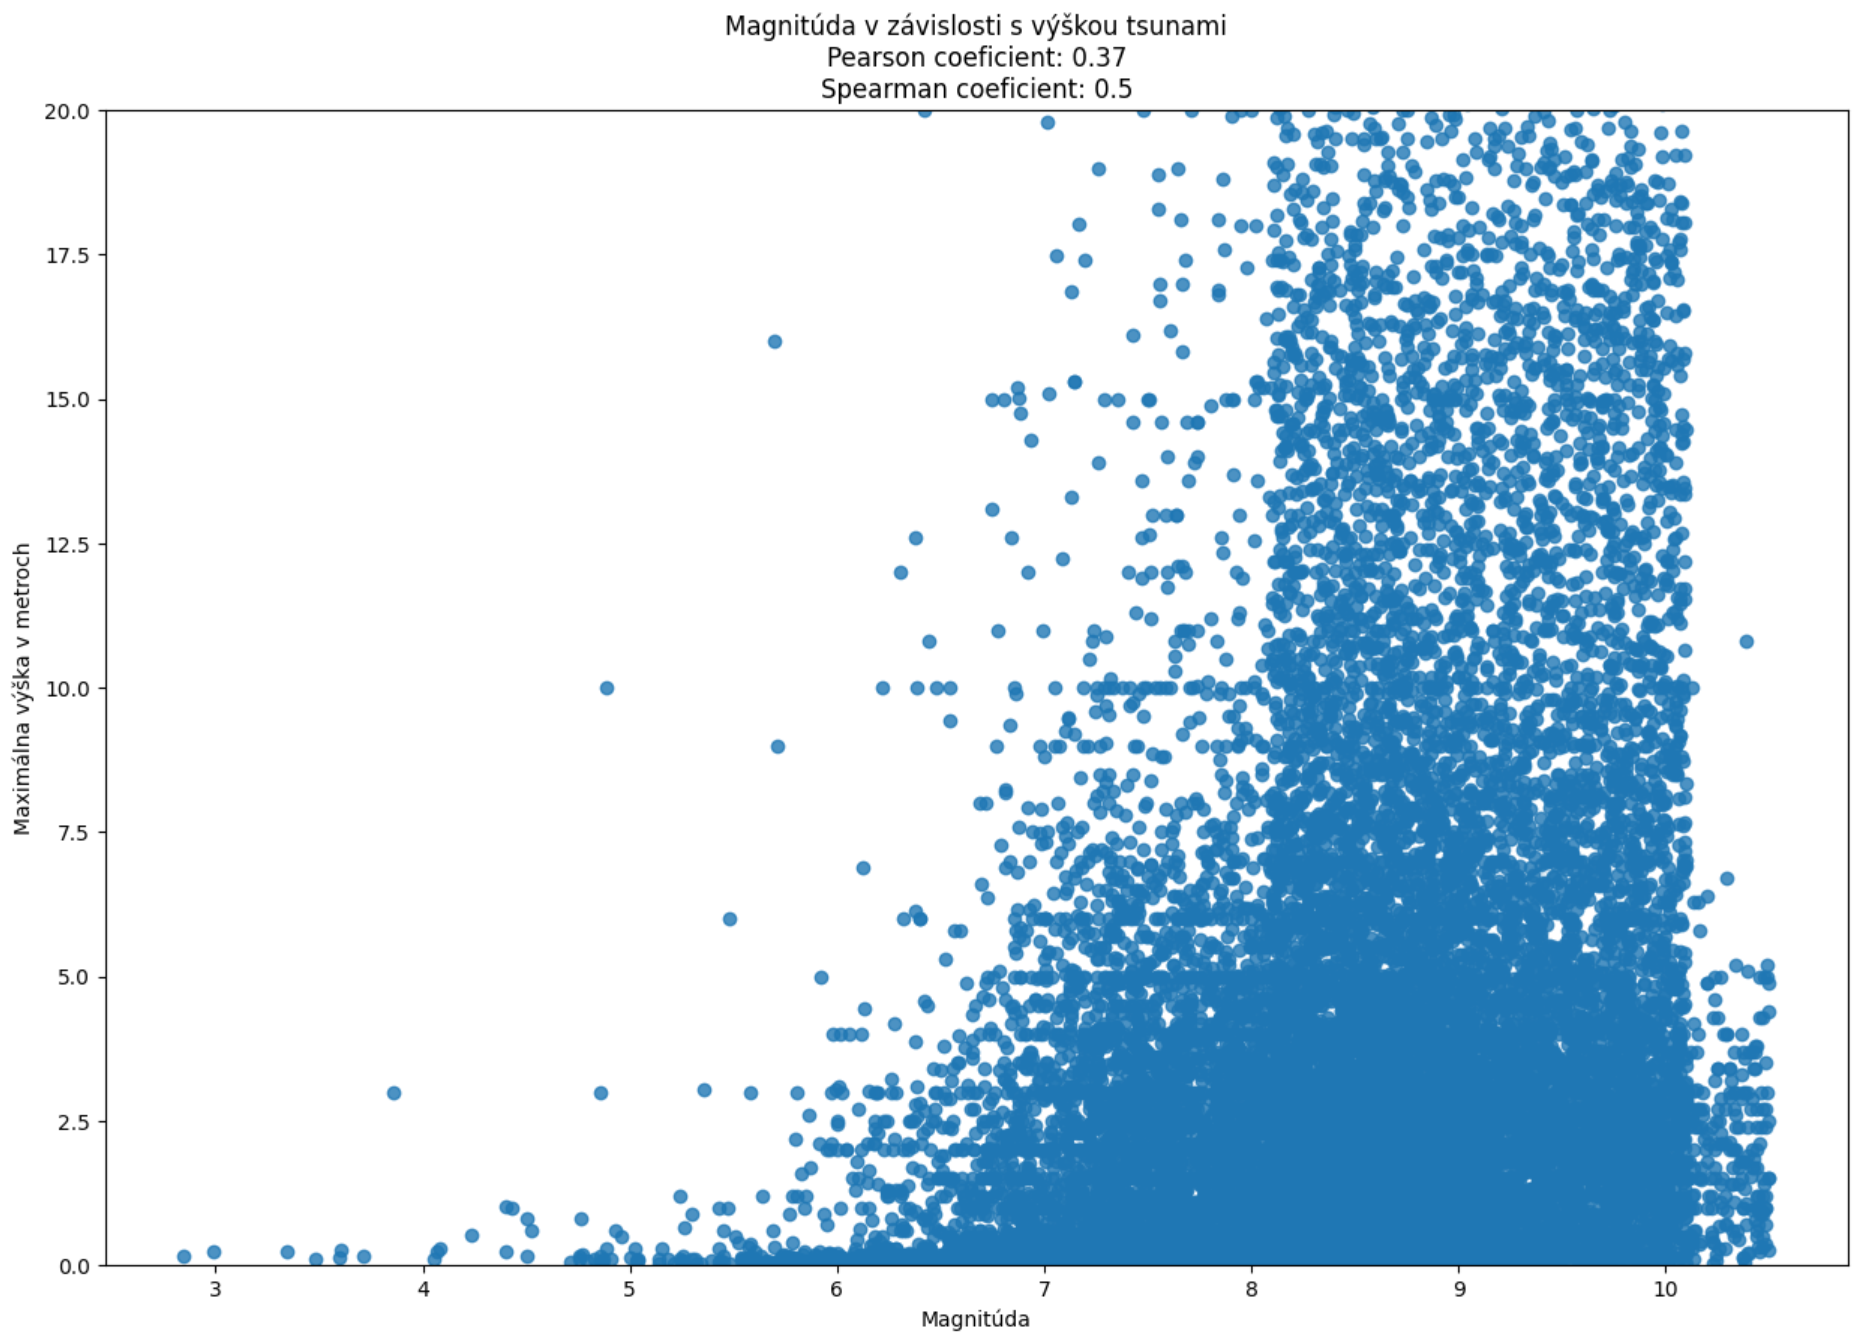 Magnitúda v závislosti s výškou tsunami
Pearson coeficient: 0.37
Spearman coeficient: 0.5
20.0
17.5
15.0
12.5
10.0
7.5
5.0
2.5
0.0
Maximálna výška v metroch
3 4 5 6 7 8 9 10
Magnitúda